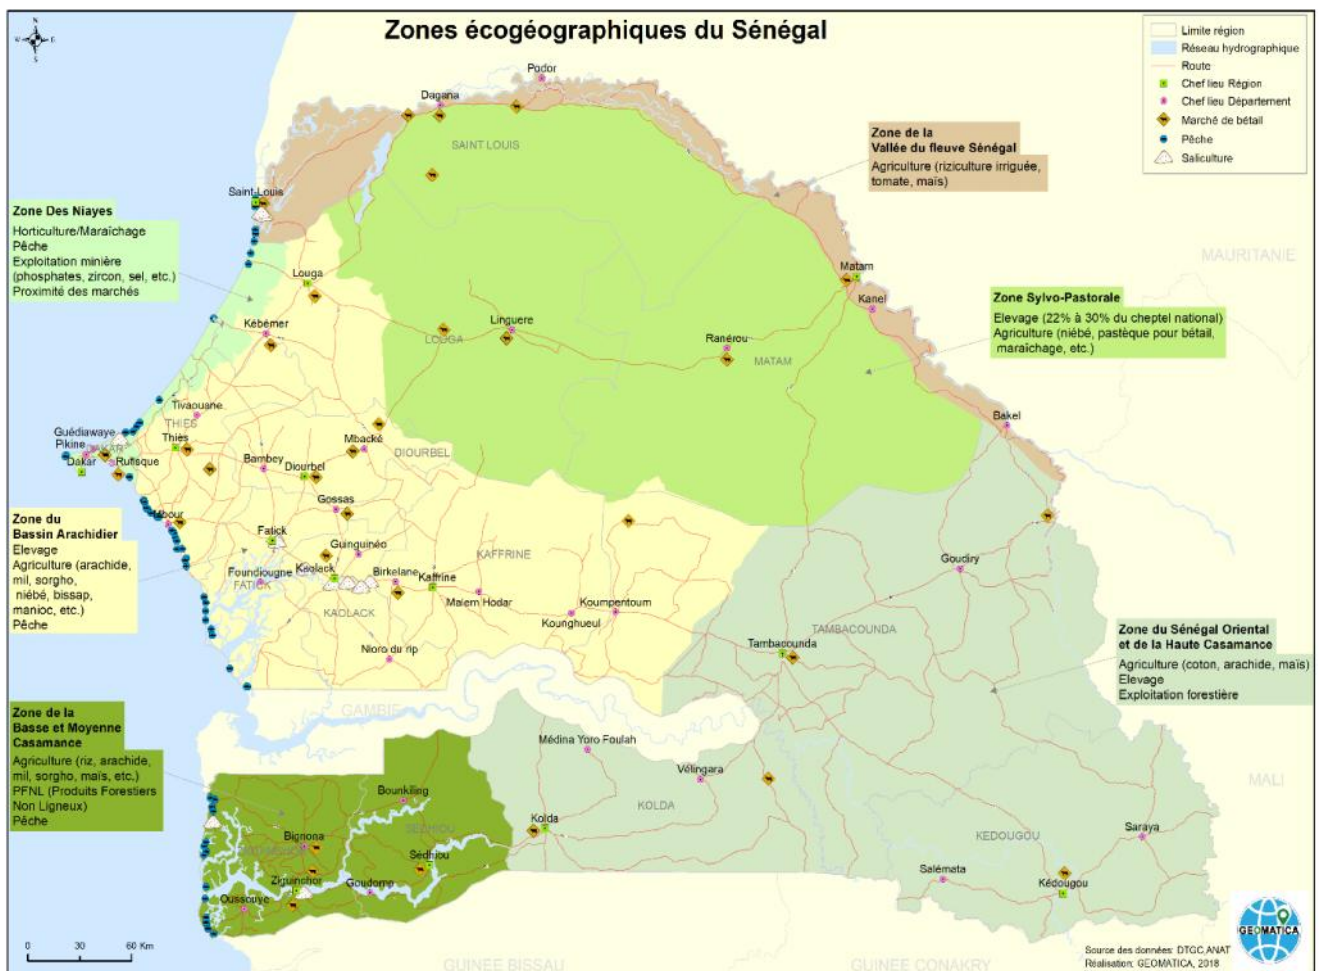 Zones écogéographiques du Sénégal
N
W
E
S
Limite région
Réseau hydrographique
Route
Chef lieu Région
Chef lieu Département
Marché de bétail
Pêche
Saliculture
Podor
Dagana
SAINT LOUIS
Zone de la
Vallée du fleuve Sénégal
Agriculture (riziculture irriguée,
tomate, maïs)
Saint-Louis
Zone Des Niayes
Horticulture/Maraîchage
Pêche
Exploitation minière
(phosphates, zircon, sel, etc.)
Proximité des marchés
MAURITANIE
Louga
Matam
Kanel
Zone Sylvo-Pastorale
Elevage (22% à 30% du cheptel national)
Agriculture (niébé, pastèque pour bétail,
maraîchage, etc.)
Kébémer
Linguere
LOUGA
Ranérou
MATAM
Tivaouane
THIES
Bakel
Guédiawaye
Pikine
DAKAR
Dakar
Rufisque
Thiès
Mbacké
DIOURBEL
Bambey
Diourbel
Gossas
Mbour
Zone du
Bassin Arachidier
Elevage
Agriculture (arachide,
mil, sorgho,
niébé, bissap,
manioc, etc.)
Pêche
Fatick
Guinguinéo
KAFFRINE
Goudiry
Foundiougne
FATICK
Kaolack
Birkelane
Kaffrine
Malem Hodar
Koumpentoum
Kounghueul
KAOLACK
Nioro du rip
Tambacounda
TAMBACOUNDA
Zone du Sénégal Oriental
et de la Haute Casamance
Agriculture (coton, arachide, maïs)
Elevage
Exploitation forestière
GAMBIE
Zone de la
Basse et Moyenne
Casamance
Agriculture (riz, arachide,
mil, sorgho, maïs, etc.)
PFNL (Produits Forestiers
Non Ligneux)
Pêche
Médina Yoro Foulah
Vélingara
MALI
Bounkiling
KOLDA
Kolda
SEDHIOU
Bignona
Sédhiou
KEDOUGOU
Saraya
Ziguinchor
Goudomp
Oussouye
Salémata
Kédougou
GEOMATICA
0 30 60 Km
GUINEE BISSAU
GUINEE CONAKRY
Source des données: DTGC,ANAT
Réalisation: GEOMATICA, 2018